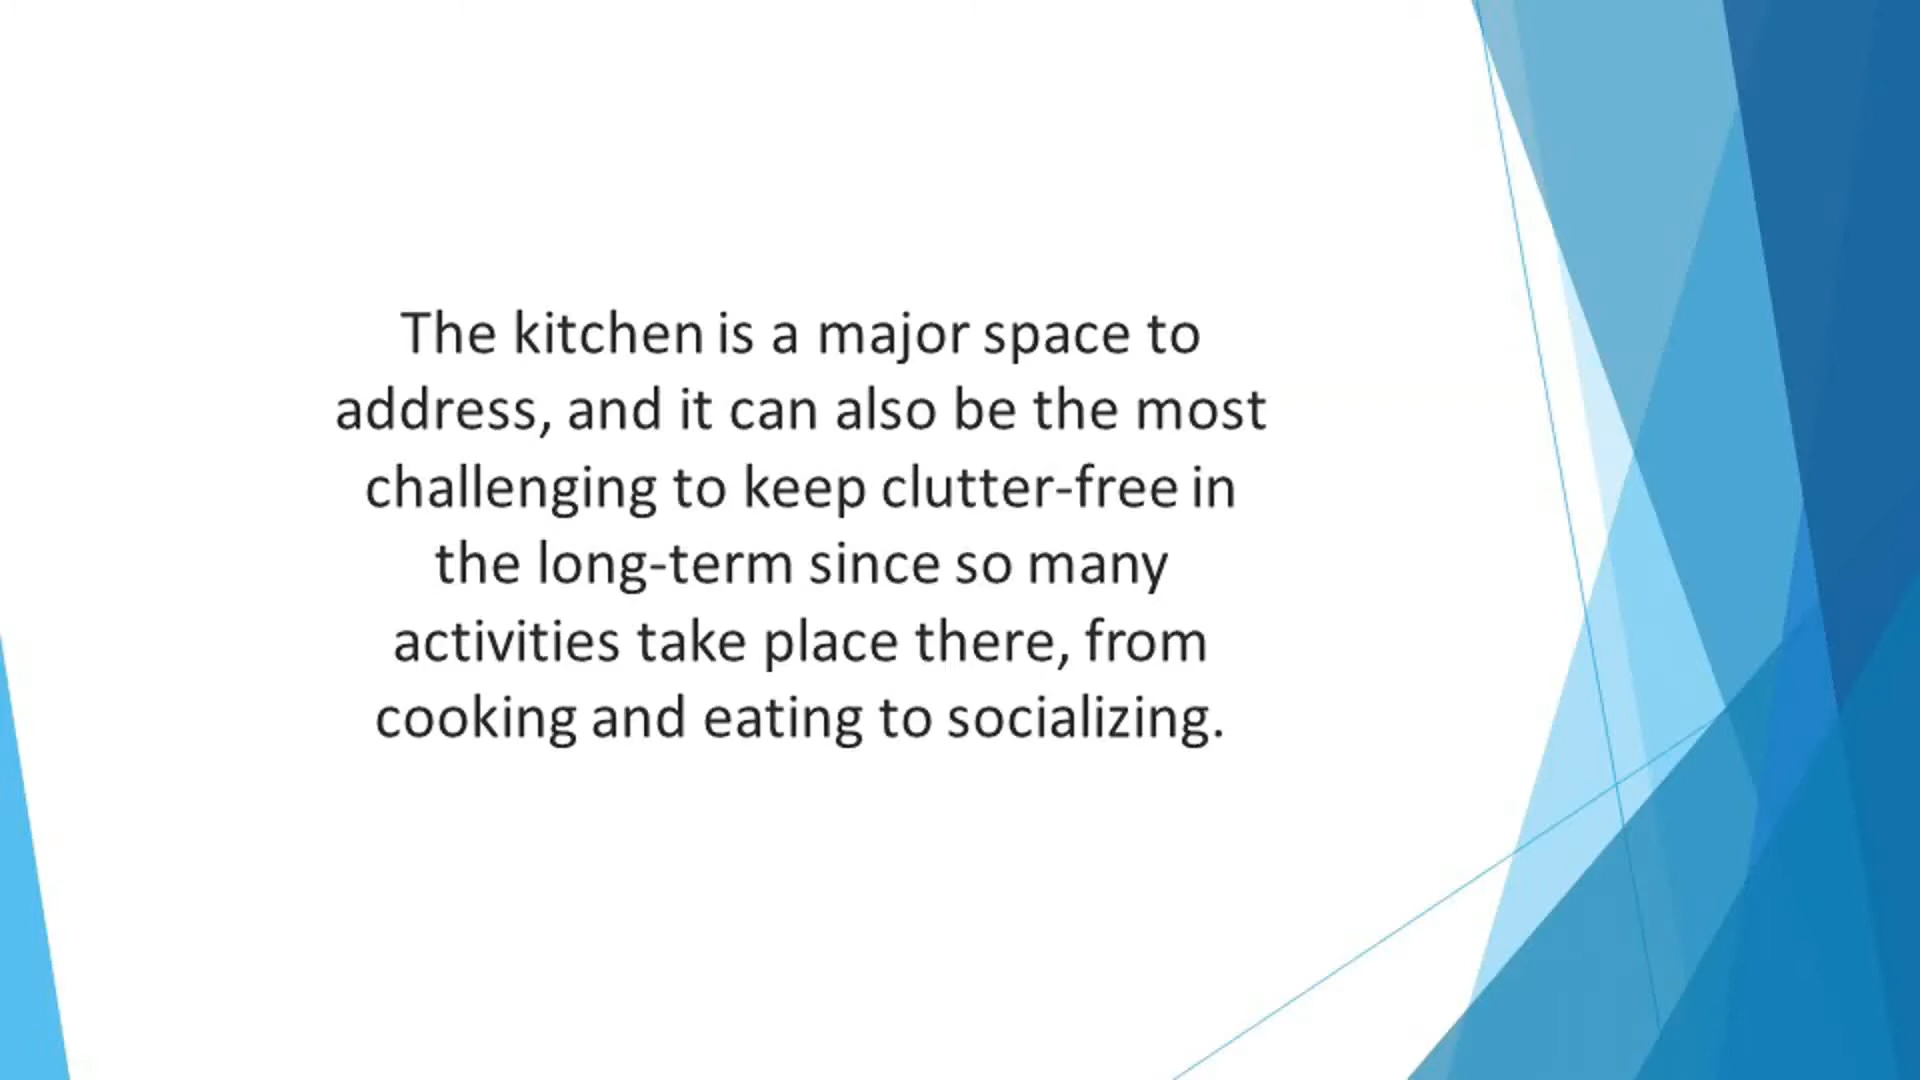 The kitchen is a major space to
address, and it can also be the most
challenging to keep clutter-free in
the long-term since so many
activities take place there, from
cooking and eating to socializing.